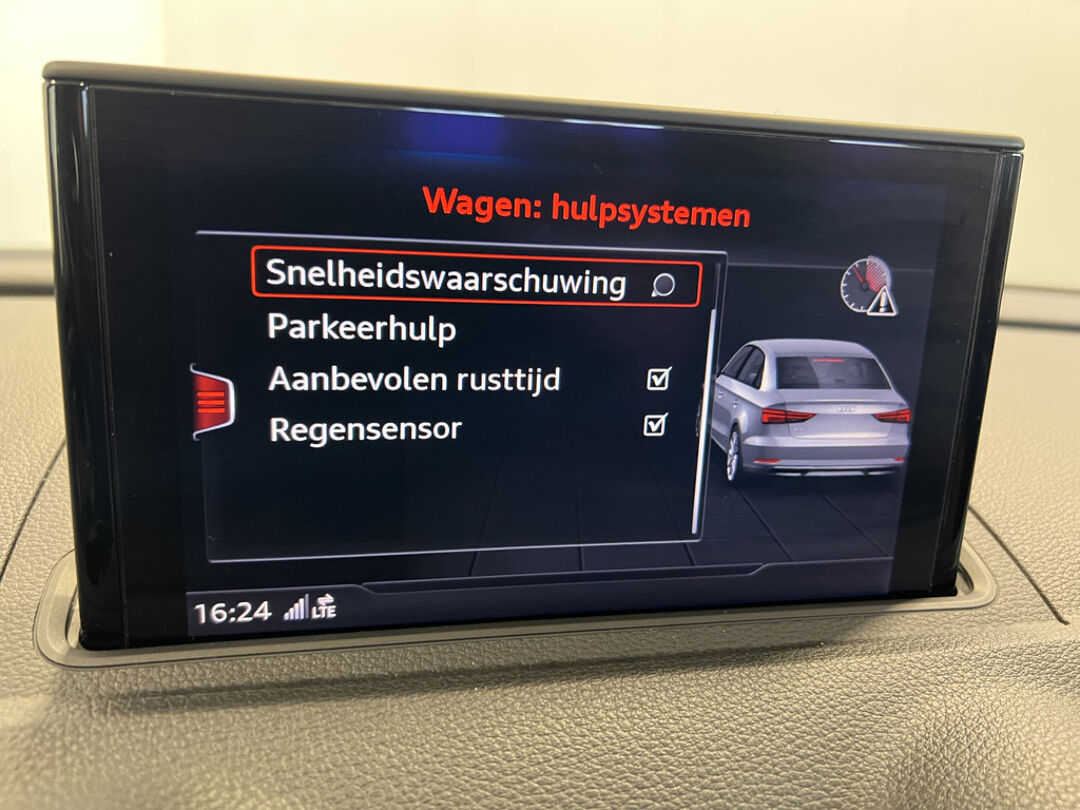 Wagen: hulpsystemen
Snelheidswaarschuwing
Parkeerhulp
Aanbevolen rusttijd
Regensensor
16:24 LTE